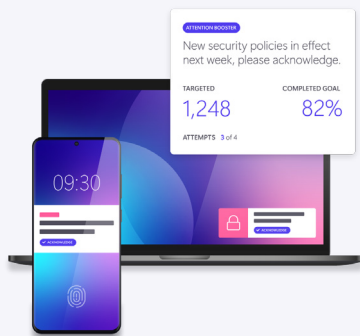 ATTENTION BOOSTER
New security policies in effect
next week, please acknowledge.
TARGETED
COMPLETED GOAL
1,248
82%
ATTEMPTS 3 of 4
09:30
ACKNOWLEDGE
ACKNOWLEDGE